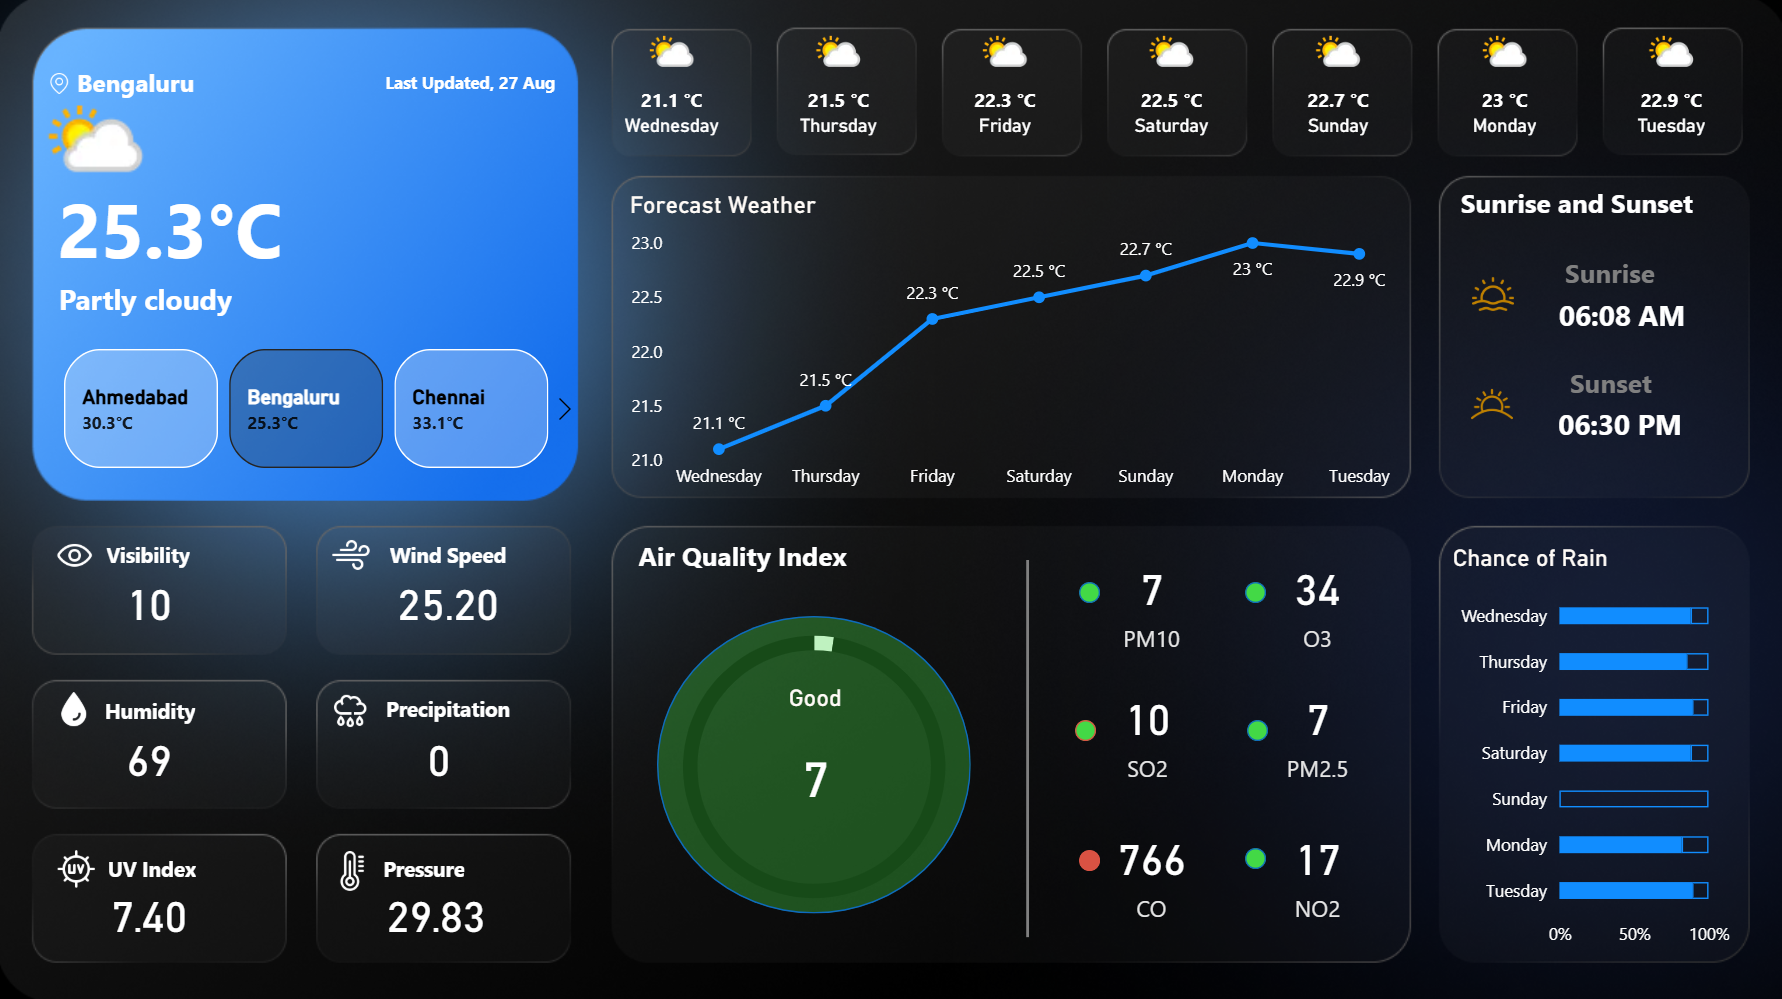 Bengaluru
Last Updated, 27 Aug
25.3°C
Partly cloudy
Ahmedabad
30.3°C
Bengaluru
25.3°C
Chennai
33.1°C
21.1 °C
Wednesday
21.5 °C
Thursday
22.3 °C
Friday
22.5 °C
Saturday
22.7 °C
Sunday
23 °C
Monday
22.9 °C
Tuesday
Forecast Weather
23.0
22.5
22.0
21.5
21.0
21.1 °C
21.5 °C
22.3 °C
22.5 °C
22.7 °C
23 °C
22.9 °C
Wednesday
Thursday
Friday
Saturday
Sunday
Monday
Tuesday
Sunrise and Sunset
Sunrise
06:08 AM
Sunset
06:30 PM
Visibility
10
Wind Speed
25.20
Humidity
69
Precipitation
0
UV
UV Index
7.40
Pressure
29.83
Air Quality Index
Good
7
7
PM10
34
O3
10
SO2
7
PM2.5
766
CO
17
NO2
Chance of Rain
Wednesday
Thursday
Friday
Saturday
Sunday
Monday
Tuesday
0% 50% 100%